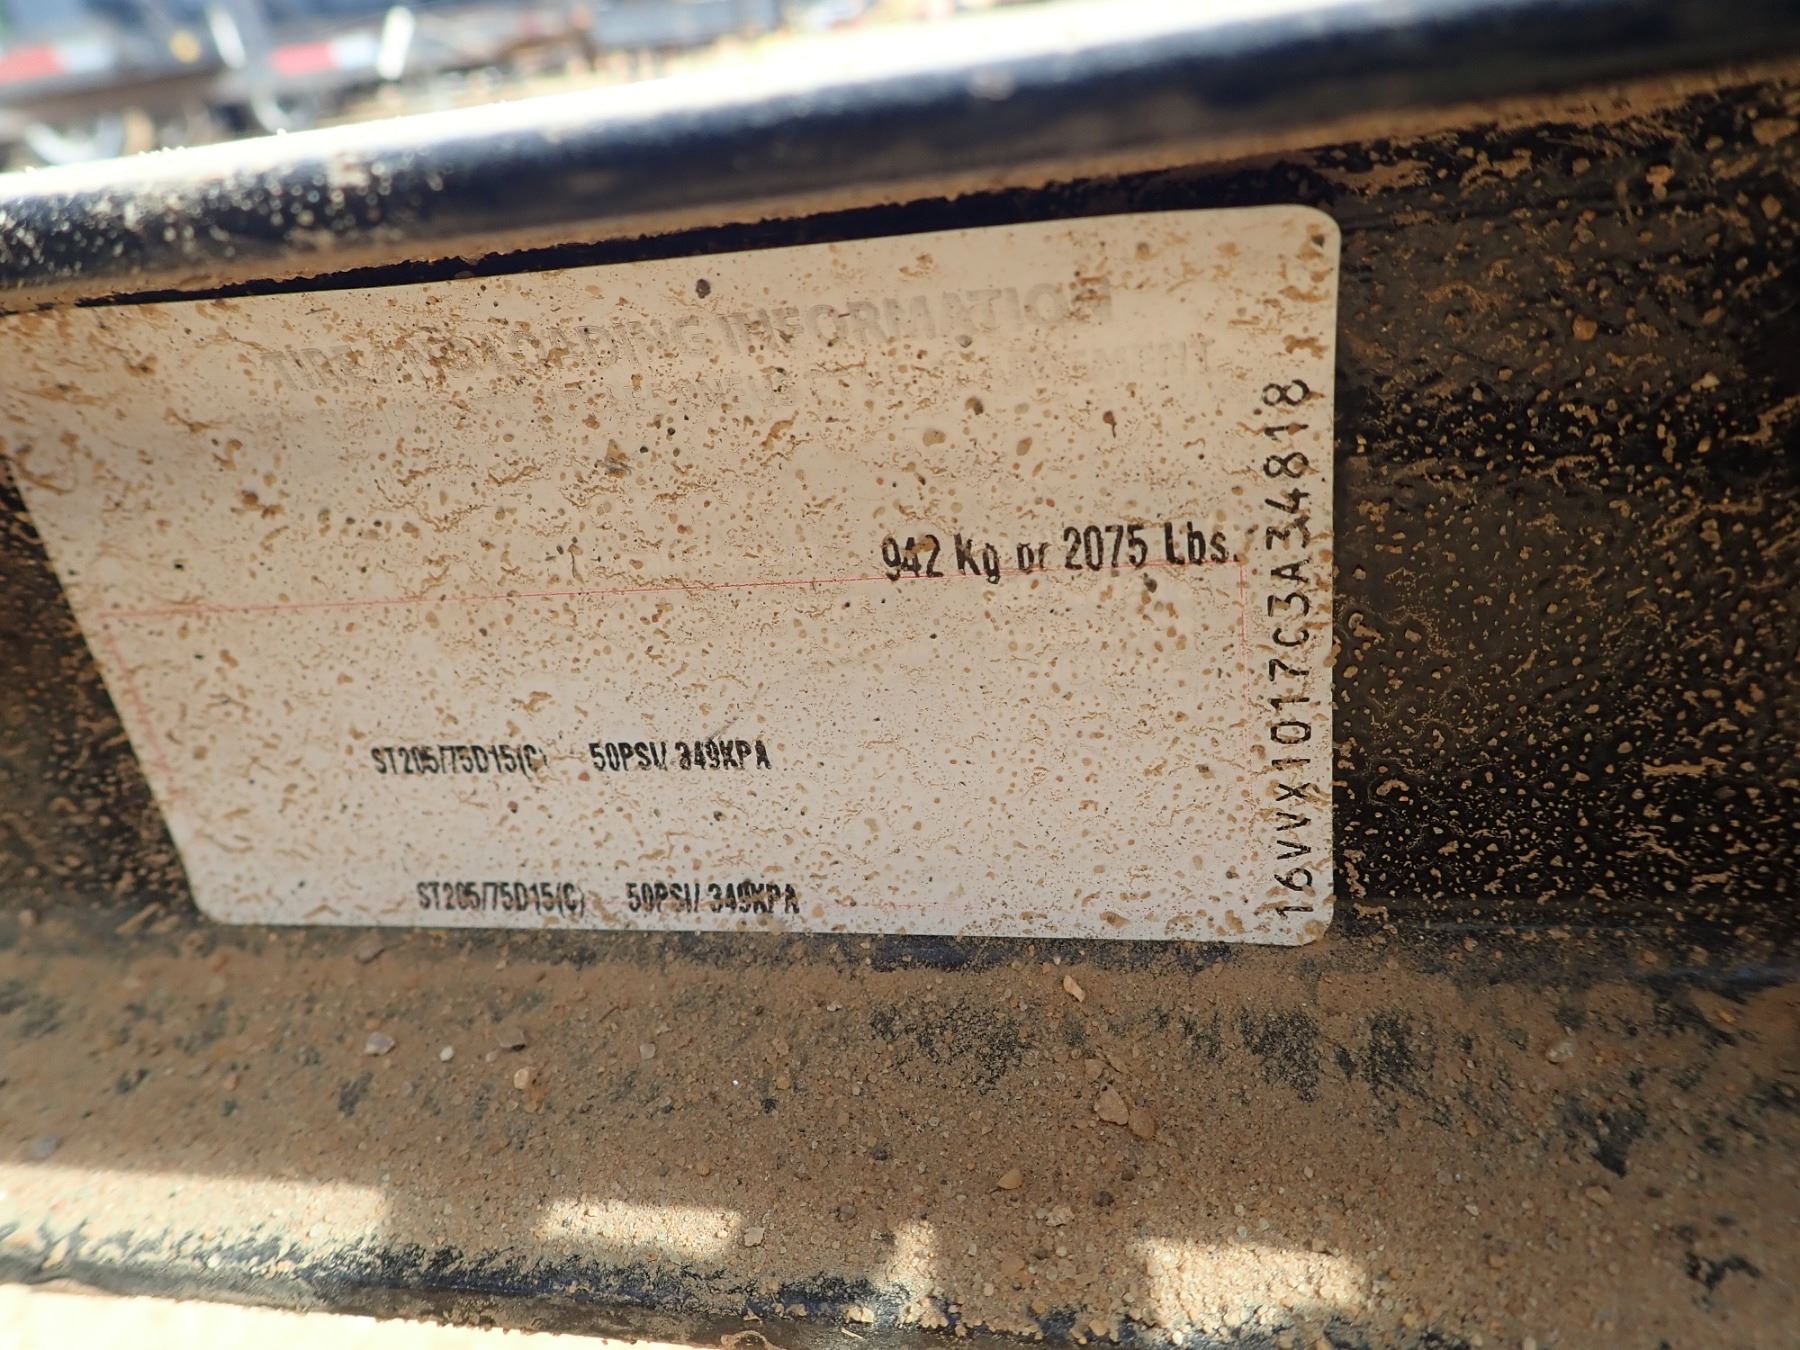 TIRE AND LOADING INFORMATION
942 Kg or 2075 Lbs.
ST205/75D15(C) 50PSI/ 349KPA
ST205/75D15(C) 50PSI/ 349KPA
16VVX1017C3A34818